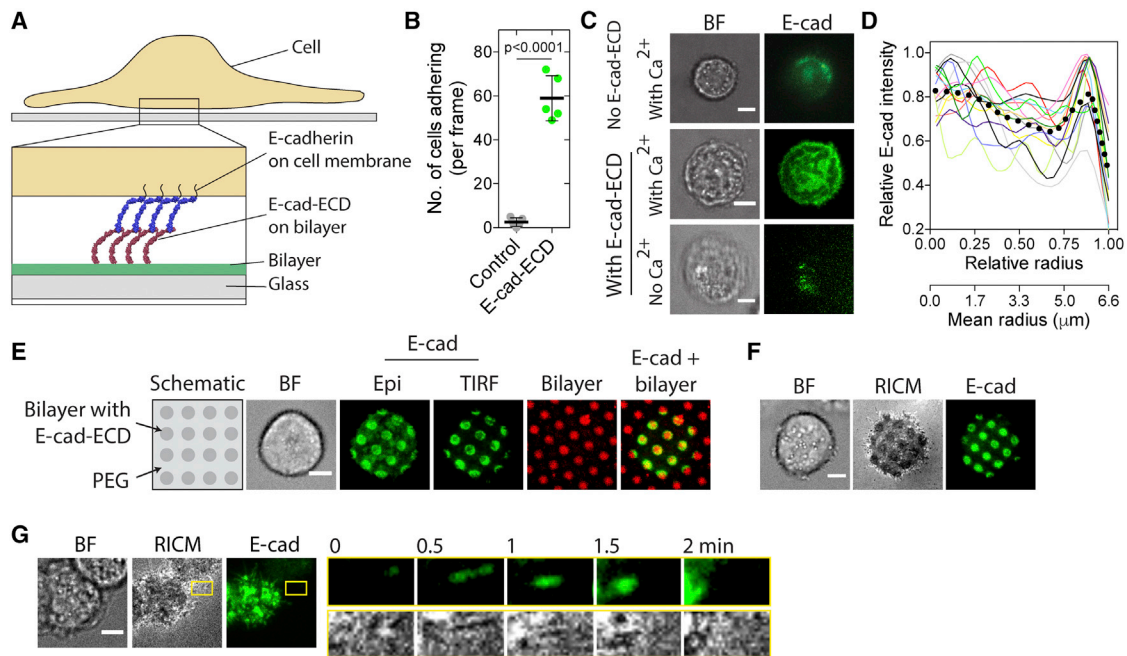 A
Cell
E-cadherin
on cell membrane
E-cad-ECD
on bilayer
Bilayer
Glass
B
p<0.0001
80
60
40
20
0
No. of cells adhering
(per frame)
Control
E-cad-ECD
C
BF
E-cad
No E-cad-ECD
With Ca2+
With E-cad-ECD
With Ca2+
No Ca2+
D
Relative E-cad intensity
1.0
0.8
0.6
0.4
0.2
0.00 0.25 0.50 0.75 1.00
Relative radius
0.0 1.7 3.3 5.0 6.6
Mean radius (μm)
E
E-cad
E-cad +
Schematic BF Epi TIRF Bilayer bilayer
Bilayer with
E-cad-ECD
PEG
F
BF RICM E-cad
G
BF RICM E-cad 0 0.5 1 1.5 2 min